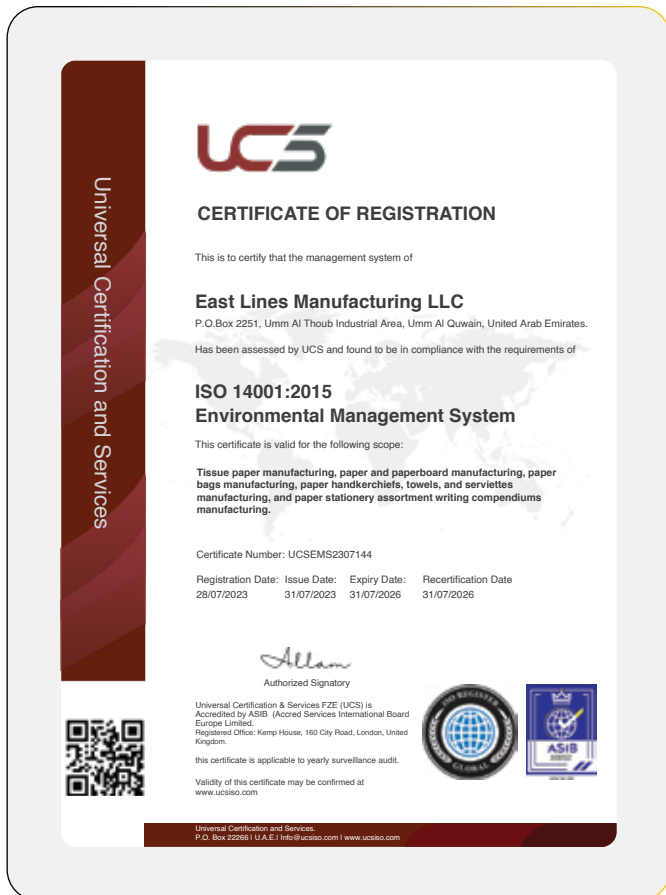 Universal Certification and Services
UCS
CERTIFICATE OF REGISTRATION
This is to certify that the management system of
East Lines Manufacturing LLC
P.O.Box 2251, Umm Al Thoub Industrial Area, Umm Al Quwain, United Arab Emirates.
Has been assessed by UCS and found to be in compliance with the requirements of
ISO 14001:2015
Environmental Management System
This certificate is valid for the following scope:
Tissue paper manufacturing, paper and paperboard manufacturing, paper
bags manufacturing, paper handkerchiefs, towels, and serviettes
manufacturing, and paper stationery assortment writing compendiums
manufacturing.
Certificate Number: UCSEMS2307144
Registration Date: Issue Date: Expiry Date: Recertification Date
28/07/2023 31/07/2023 31/07/2026 31/07/2026
Allam
Authorized Signatory
Universal Certification & Services FZE (UCS) is
Accredited by ASIB (Accred Services International Board
Europe Limited.
Registered Office: Kemp House, 160 City Road, London, United
Kingdom.
this certificate is applicable to yearly surveillance audit.
Validity of this certificate may be confirmed at
www.ucsiso.com
ISO REGISTER
GLOBAL
ASIB
Universal Certification and Services.
P.O. Box 22266 I U.A.E.I Info@ucsiso.com I www.ucsiso.com